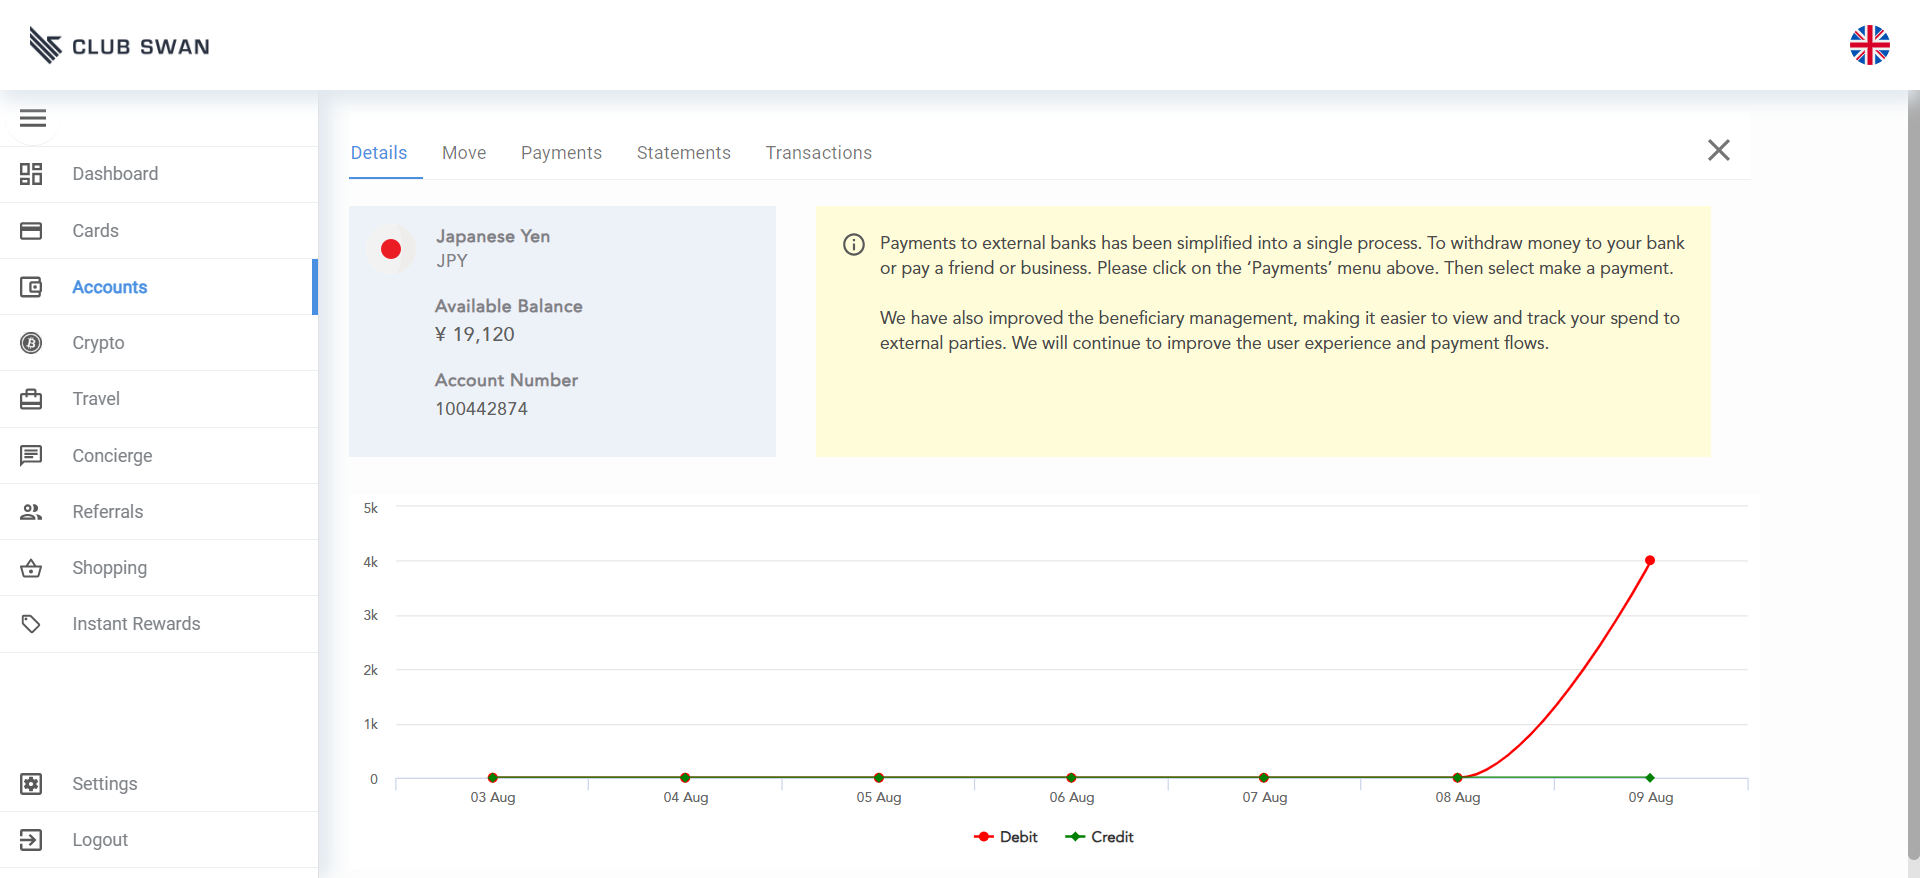 CLUB SWAN
Dashboard
Cards
Accounts
Crypto
Travel
Concierge
Referrals
Shopping
Instant Rewards
Settings
Logout
Details Move Payments Statements Transactions
Japanese Yen
JPY
Available Balance
¥ 19,120
Account Number
100442874
Payments to external banks has been simplified into a single process. To withdraw money to your bank
or pay a friend or business. Please click on the ‘Payments’ menu above. Then select make a payment.
We have also improved the beneficiary management, making it easier to view and track your spend to
external parties. We will continue to improve the user experience and payment flows.
5k
4k
3k
2k
1k
0
03 Aug 04 Aug 05 Aug 06 Aug 07 Aug 08 Aug 09 Aug
Debit Credit